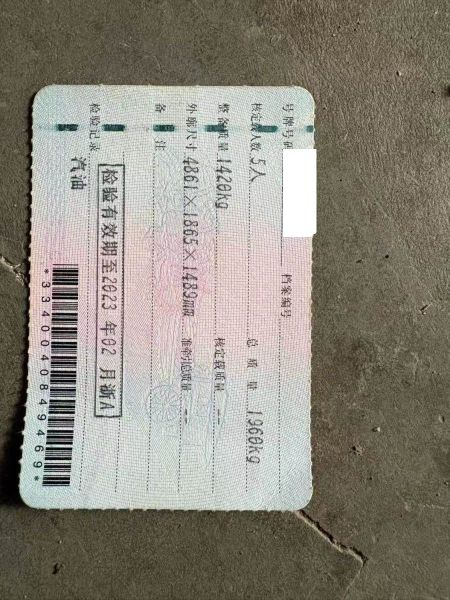 号牌号码 档案编号
核定载人数 5人 总质量 1960kg
整备质量 1420kg 核定载质量 --
外廓尺寸 4861×1865×1489mm 准牵引总质量 --
备注
检验记录 检验有效期至2023年02月浙A
汽油
*3340040849469*